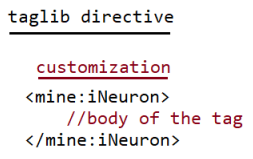 taglib directive
customization
<mine:iNeuron>
//body of the tag
</mine:iNeuron>